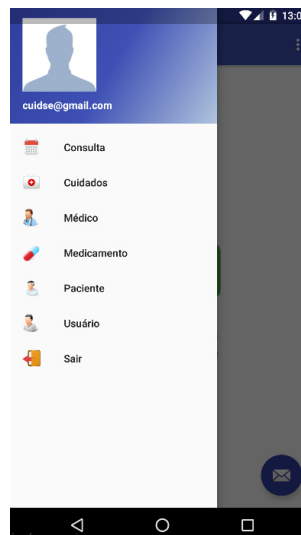 13:0
cuidse@gmail.com
Consulta
Cuidados
Médico
Medicamento
Paciente
Usuário
Sair